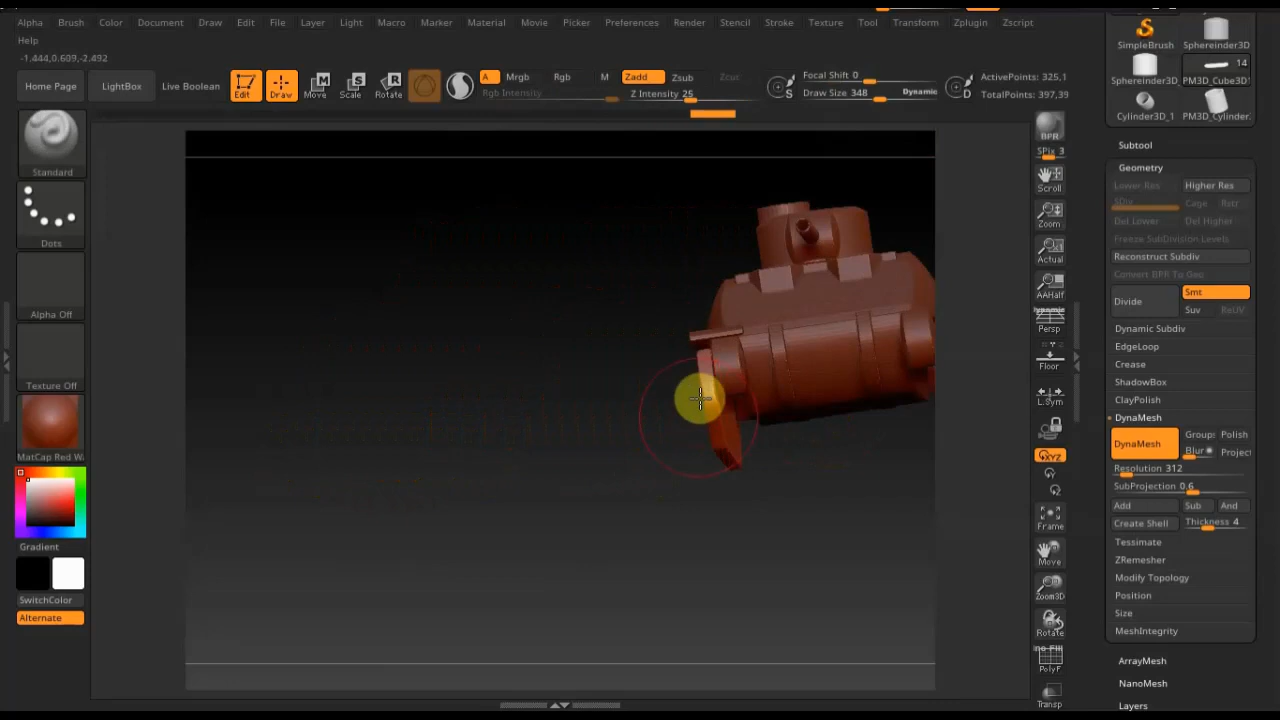 Alpha Brush Color Document Draw Edit File Layer Light Macro Marker Material Movie Picker Preferences Render Stencil Stroke Texture Tool Transform Zplugin Zscript
Help
-1.444,0.609,-2.492
Home Page
LightBox
Live Boolean
Edit
Draw
Move
Scale
Rotate
A
Mrgb
Rgb
M
Rgb Intensity
Zadd
Zsub
Zcut
Z Intensity 25
Focal Shift 0
Draw Size 348
Dynamic
S
D
ActivePoints: 325,1
TotalPoints: 397,39
Standard
Dots
Alpha Off
Texture Off
MatCap Red Wa
Gradient
SwitchColor
Alternate
BPR
SPix 3
Scroll
Zoom
Actual
AAHalf
Dynamic
Persp
Floor
L.Sym
XYZ
Frame
Move
Zoom3D
Rotate
Line Fill
PolyF
Transp
SimpleBrush
Sphereinder3D
Sphereinder3D_
14
PM3D_Cube3D1
Cylinder3D_1
PM3D_Cylinder.
Subtool
Geometry
Lower Res
Higher Res
SDiv
Cage
Rstr
Del Lower
Del Higher
Freeze SubDivision Levels
Reconstruct Subdiv
Convert BPR To Geo
Divide
Smt
Suv
ReUV
Dynamic Subdiv
EdgeLoop
Crease
ShadowBox
ClayPolish
DynaMesh
DynaMesh
Groups
Polish
Blur
Project
Resolution 312
SubProjection 0.6
Add
Sub
And
Create Shell
Thickness 4
Tessimate
ZRemesher
Modify Topology
Position
Size
MeshIntegrity
ArrayMesh
NanoMesh
Layers